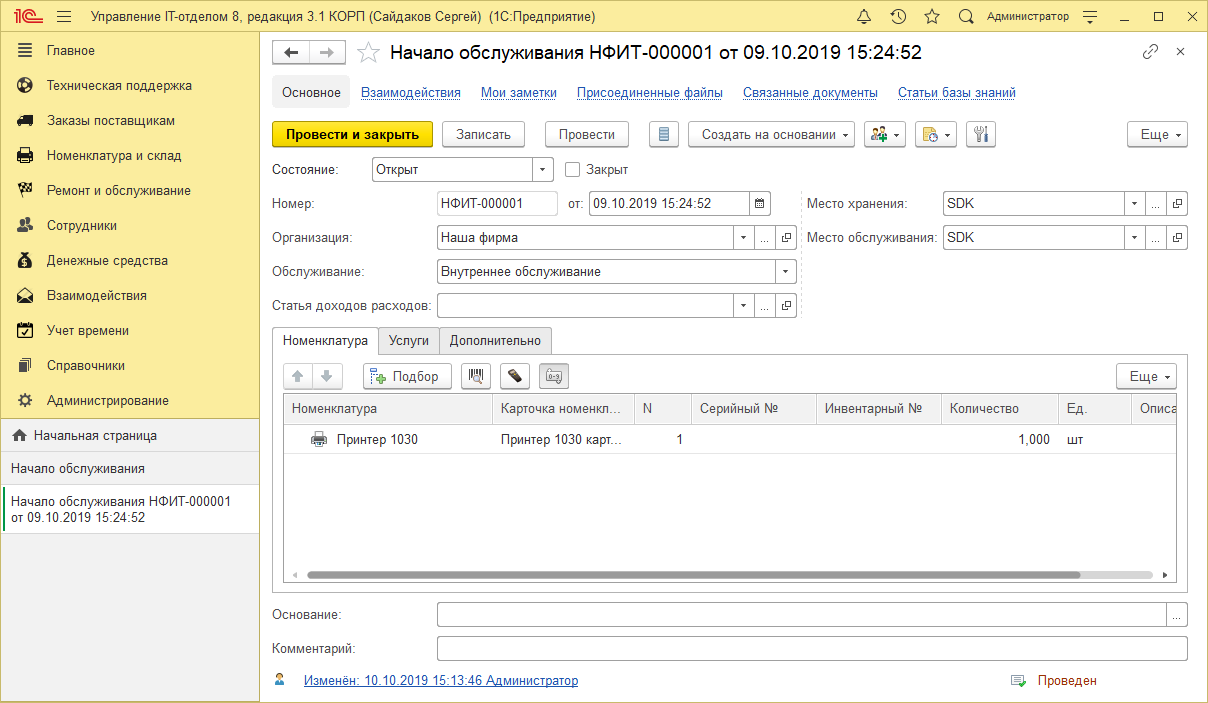 1С Управление IT-отделом 8, редакция 3.1 КОРП (Сайдаков Сергей) (1С:Предприятие) Администратор
Главное
Техническая поддержка
Заказы поставщикам
Номенклатура и склад
Ремонт и обслуживание
Сотрудники
Денежные средства
Взаимодействия
Учет времени
Справочники
Администрирование
Начальная страница
Начало обслуживания
Начало обслуживания НФИТ-000001
от 09.10.2019 15:24:52
Начало обслуживания НФИТ-000001 от 09.10.2019 15:24:52
Основное Взаимодействия Мои заметки Присоединенные файлы Связанные документы Статьи базы знаний
Провести и закрыть Записать Провести Создать на основании Еще
Состояние: Открыт Закрыт
Номер: НФИТ-000001 от: 09.10.2019 15:24:52 Место хранения: SDK ...
Организация: Наша фирма ... Место обслуживания: SDK ...
Обслуживание: Внутреннее обслуживание
Статья доходов расходов: ...
Номенклатура Услуги Дополнительно
Подбор Еще
Номенклатура Карточка номенкл... N Серийный № Инвентарный № Количество Ед. Описа
Принтер 1030 Принтер 1030 карт... 1 1,000 шт
Основание: ...
Комментарий:
Изменён: 10.10.2019 15:13:46 Администратор Проведен